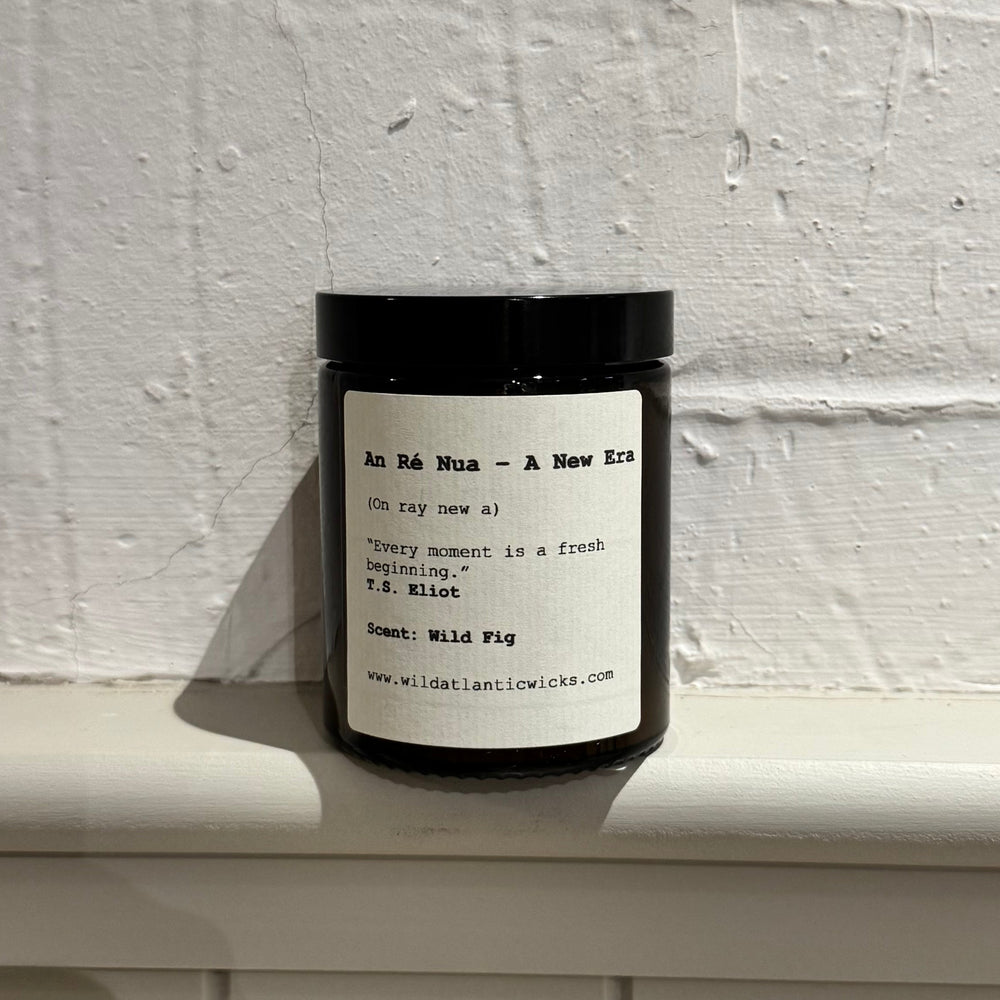 An Ré Nua – A New Era
(On ray new a)
“Every moment is a fresh
beginning.”
T.S. Eliot
Scent: Wild Fig
www.wildatlanticwicks.com